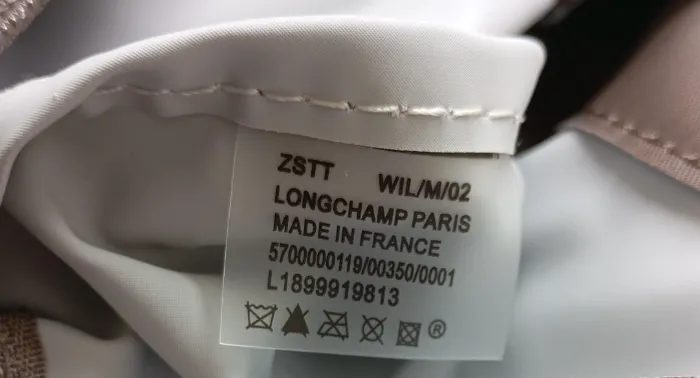 ZSTT WIL/M/02
LONGCHAMP PARIS
MADE IN FRANCE
5700000119/00350/0001
L1899919813
®